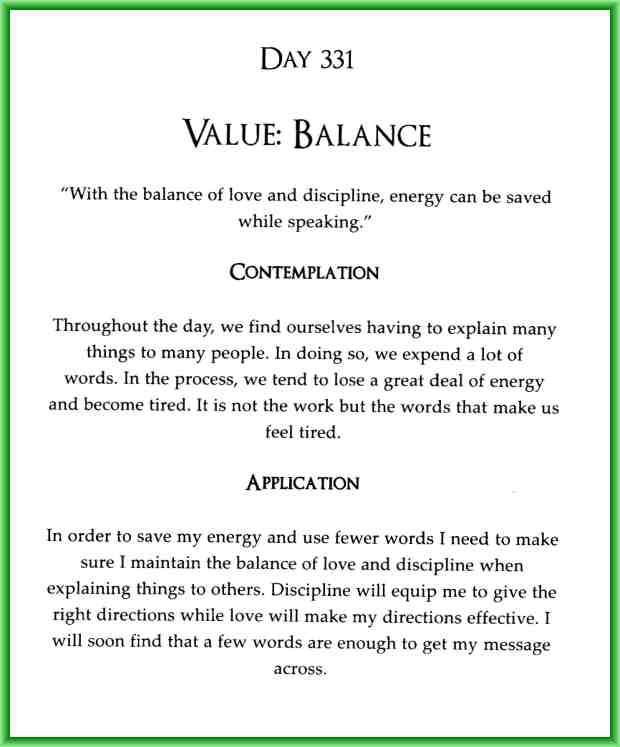 DAY 331
VALUE: BALANCE
“With the balance of love and discipline, energy can be saved
while speaking.”
CONTEMPLATION
Throughout the day, we find ourselves having to explain many
things to many people. In doing so, we expend a lot of
words. In the process, we tend to lose a great deal of energy
and become tired. It is not the work but the words that make us
feel tired.
APPLICATION
In order to save my energy and use fewer words I need to make
sure I maintain the balance of love and discipline when
explaining things to others. Discipline will equip me to give the
right directions while love will make my directions effective. I
will soon find that a few words are enough to get my message
across.